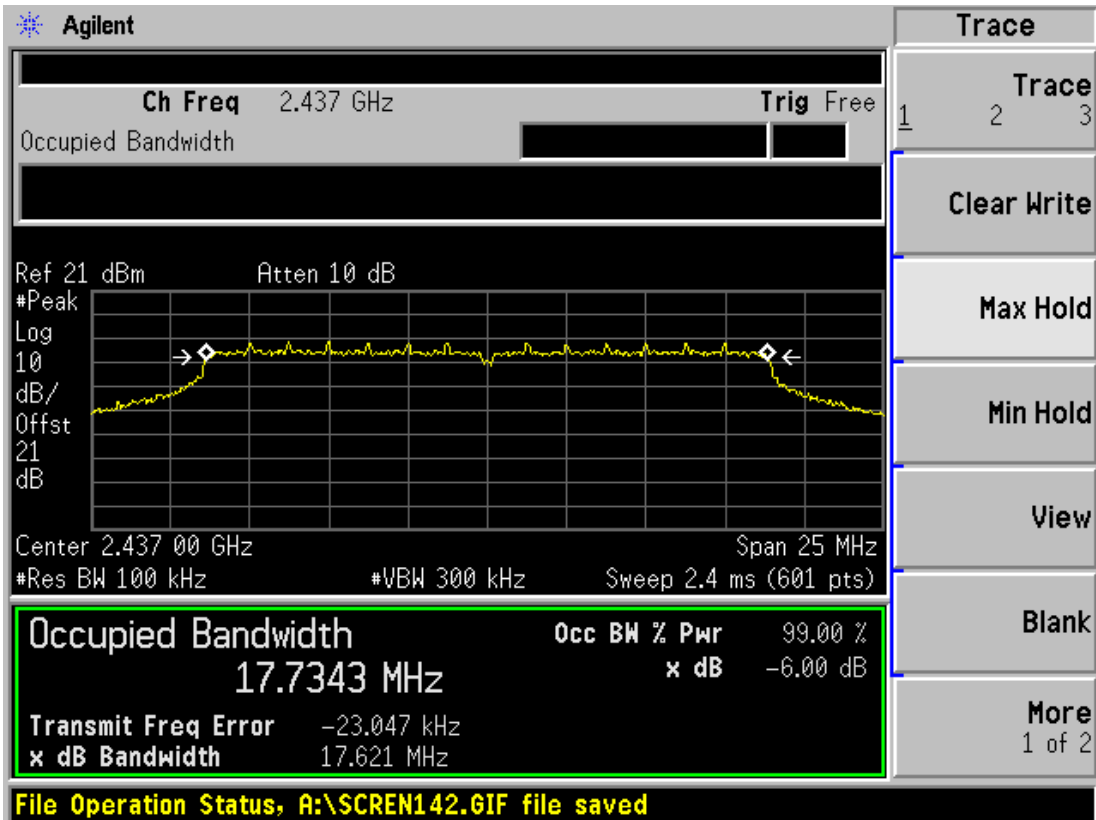 Agilent
Trace
Ch Freq 2.437 GHz
Trig Free
Occupied Bandwidth
Ref 21 dBm
Atten 10 dB
#Peak
Log
10
dB/
Offst
21
dB
Center 2.437 00 GHz
Span 25 MHz
#Res BW 100 kHz
#VBW 300 kHz
Sweep 2.4 ms (601 pts)
Occupied Bandwidth
17.7343 MHz
Occ BW % Pwr 99.00 %
x dB -6.00 dB
Transmit Freq Error -23.047 kHz
x dB Bandwidth 17.621 MHz
File Operation Status, A:\SCREN142.GIF file saved
Trace
1 2 3
Clear Write
Max Hold
Min Hold
View
Blank
More
1 of 2